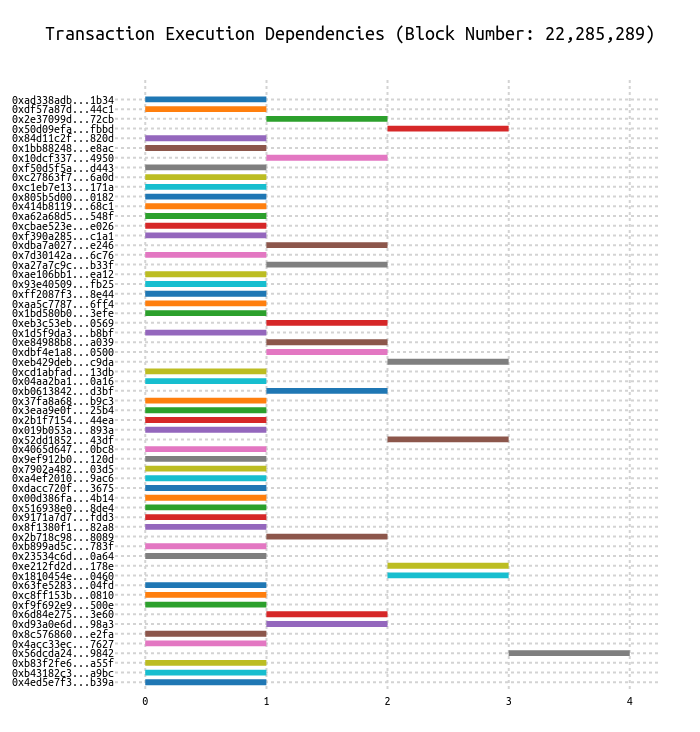 Transaction Execution Dependencies (Block Number: 22,285,289)
0xad338adb...1b34
0xdf57a87d...44c1
0x2e37099d...72cb
0x50d09efa...fbbd
0x84d11c2f...820d
0x1bb88248...e8ac
0x10dcf337...4950
0xf50d5f5a...d443
0xc27863f7...6a0d
0xc1eb7e13...171a
0x805b5d00...0182
0x414b8119...68c1
0xa62a68d5...548f
0xcbae523e...e026
0xf390a285...c1a1
0xdba7a027...e246
0x7d30142a...6c76
0xa27a7c9c...b33f
0xae106bb1...ea12
0x93e40509...fb25
0xff2087f3...8e44
0xaa5c7787...6ff4
0x1bd580b0...3efe
0xeb3c53eb...0569
0x1d5f9da3...b8bf
0xe84988b8...a039
0xdbf4e1a8...0500
0xeb429deb...c9da
0xcd1abfad...13db
0x04aa2ba1...0a16
0xb0613842...d3bf
0x37fa8a68...b9c3
0x3eaa9e0f...25b4
0x2b1f7154...44ea
0x019b053a...893a
0x52dd1852...43df
0x4065d647...0bc8
0x9ef912b0...120d
0x7902a482...03d5
0xa4ef2010...9ac6
0xdacc720f...3675
0x00d386fa...4b14
0x516938e0...8de4
0x9171a7d7...fdd3
0x8f1380f1...82a8
0x2b718c98...8089
0xb899ad5c...783f
0x23534c6d...0a64
0xe212fd2d...178e
0x1810454e...0460
0x63fe5283...04fd
0xc8ff153b...0810
0xf9f692e9...500e
0x6d84e275...3e60
0xd93a0e6d...98a3
0x8c576860...e2fa
0x4acc33ec...7627
0x56dcda24...9842
0xb83f2fe6...a55f
0xb43182c3...a9bc
0x4ed5e7f3...b39a
0 1 2 3 4